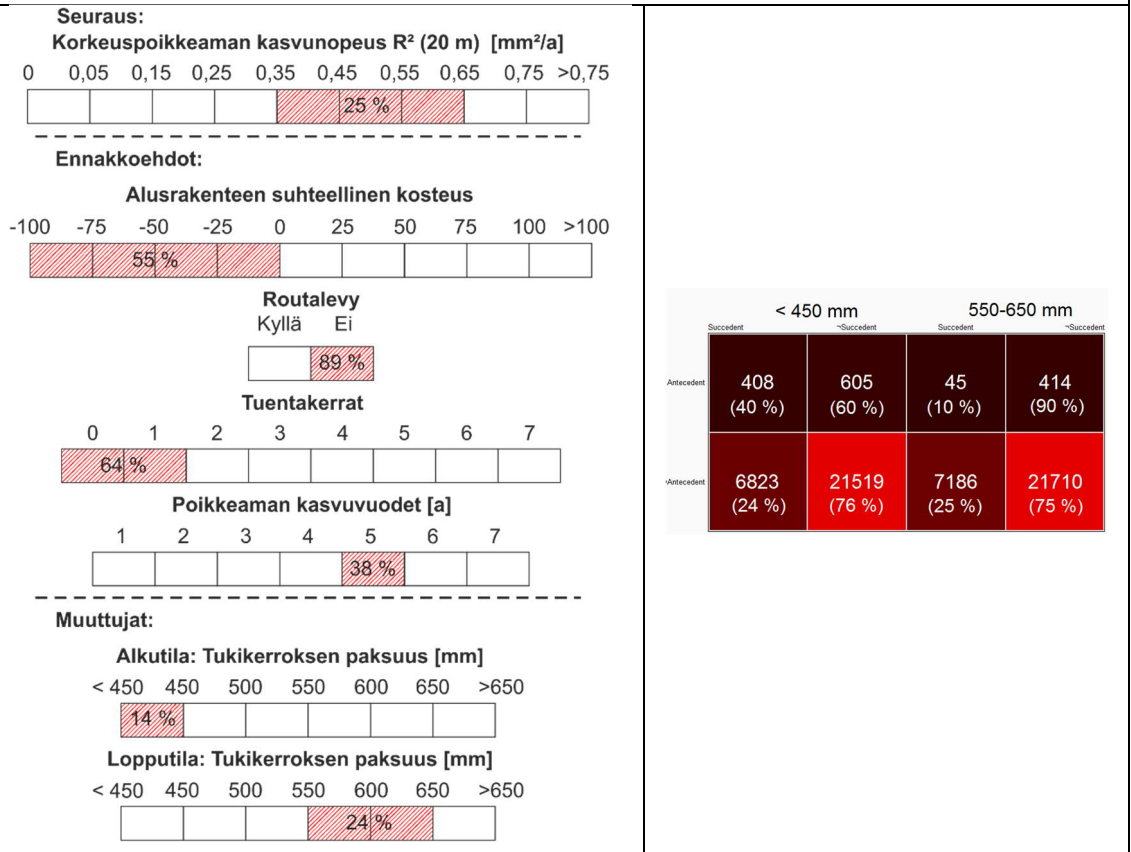 Seuraus:
Korkeuspoikkeaman kasvunopeus R² (20 m) [mm²/a]
0 0,05 0,15 0,25 0,35 0,45 0,55 0,65 0,75 >0,75
25 %
Ennakkoehdot:
Alusrakenteen suhteellinen kosteus
-100 -75 -50 -25 0 25 50 75 100 >100
55 %
Routalevy
Kyllä Ei
89 %
Tuentakerrat
0 1 2 3 4 5 6 7
64 %
Poikkeaman kasvuvuodet [a]
1 2 3 4 5 6 7
38 %
Muuttujat:
Alkutila: Tukikerroksen paksuus [mm]
< 450 450 500 550 600 650 >650
14 %
Lopputila: Tukikerroksen paksuus [mm]
< 450 450 500 550 600 650 >650
24 %
< 450 mm 550-650 mm
Succedent ¬Succedent Succedent ¬Succedent
Antecedent 408 605 45 414
(40 %) (60 %) (10 %) (90 %)
¬Antecedent 6823 21519 7186 21710
(24 %) (76 %) (25 %) (75 %)